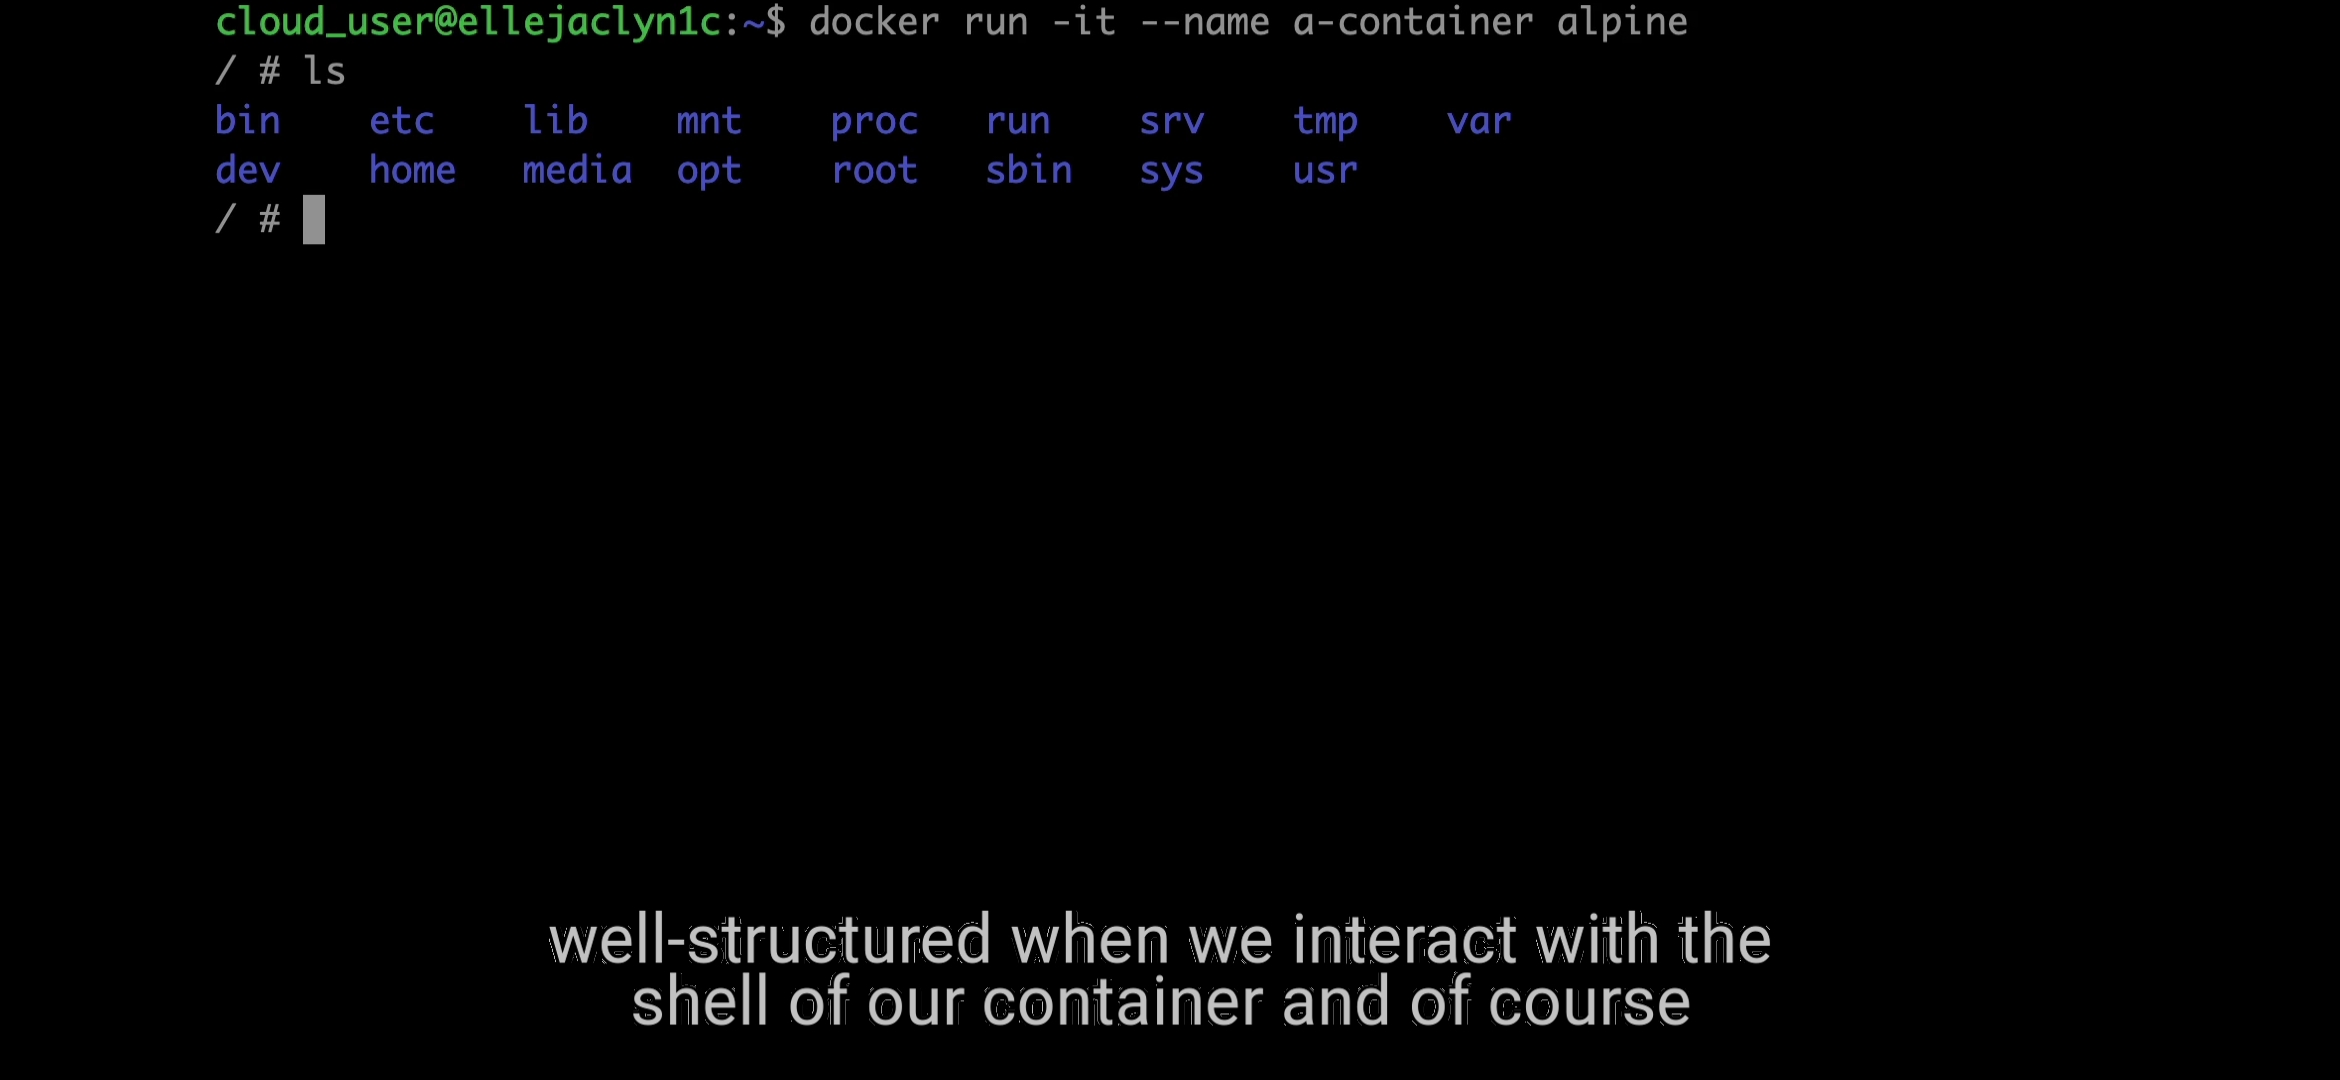 cloud_user@ellejaclyn1c:~$ docker run -it --name a-container alpine
/ # ls
bin    etc    lib    mnt    proc   run    srv    tmp    var
dev    home   media  opt    root   sbin   sys    usr
/ #
well-structured when we interact with the
shell of our container and of course